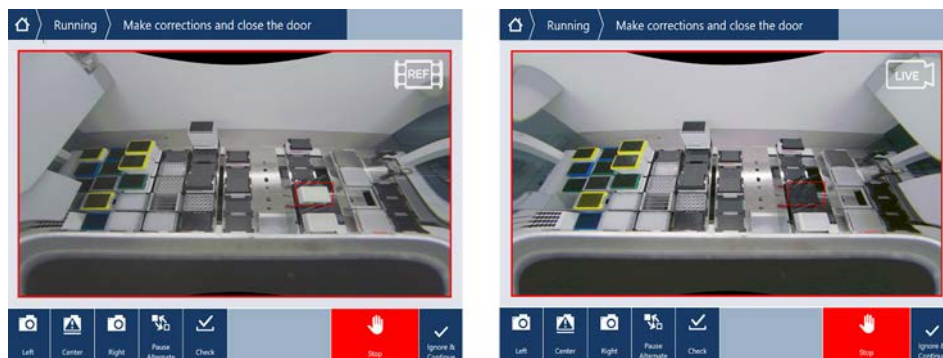 Running
Make corrections and close the door
REF
Left
Center
Right
Pause
Alternate
Check
Stop
Ignore &
Continue
Running
Make corrections and close the door
LIVE
Left
Center
Right
Pause
Alternate
Check
Stop
Ignore &
Continue